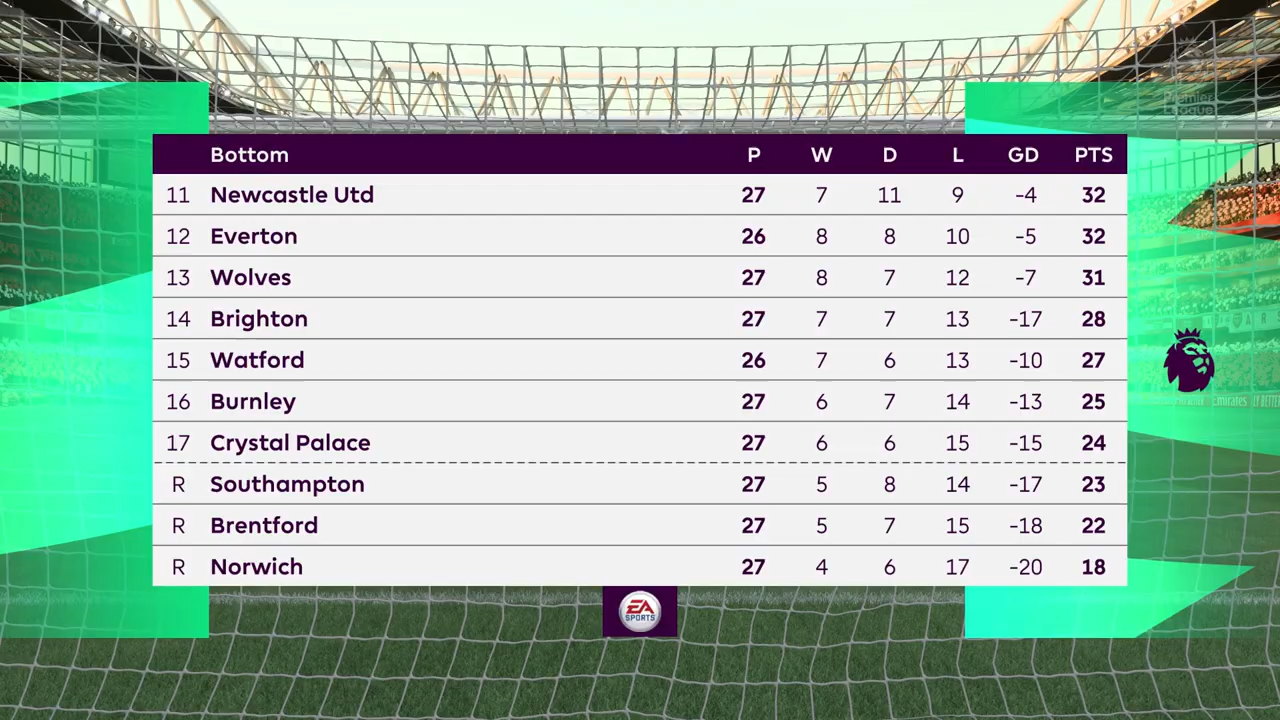 Premier League
Bottom P W D L GD PTS
11 Newcastle Utd 27 7 11 9 -4 32
12 Everton 26 8 8 10 -5 32
13 Wolves 27 8 7 12 -7 31
14 Brighton 27 7 7 13 -17 28
15 Watford 26 7 6 13 -10 27
16 Burnley 27 6 7 14 -13 25
17 Crystal Palace 27 6 6 15 -15 24
R Southampton 27 5 8 14 -17 23
R Brentford 27 5 7 15 -18 22
R Norwich 27 4 6 17 -20 18
Emirates
EA
SPORTS